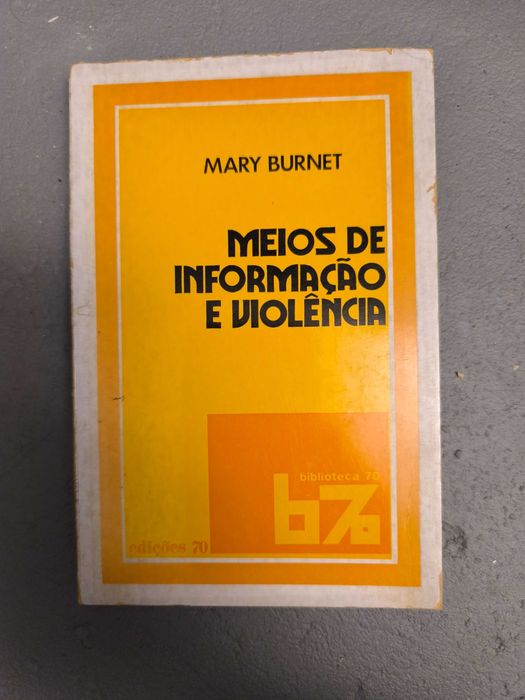 MARY BURNET
MEIOS DE
INFORMAÇÃO
E VIOLÊNCIA
biblioteca 70
b70
edições 70